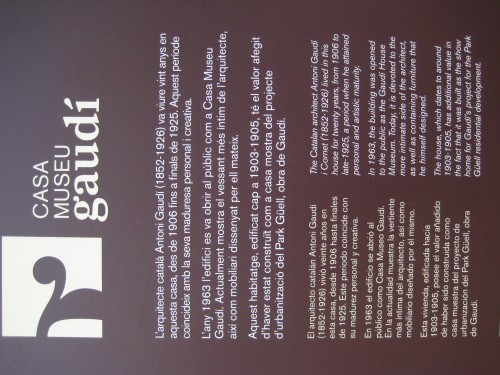 CASA
MUSEU
gaudí
L'arquitecte català Antoni Gaudí (1852-1926) va viure vint anys en
aquesta casa, des de 1906 fins a finals de 1925. Aquest període
coincideix amb la seva maduresa personal i creativa.
L'any 1963 l'edifici es va obrir al públic com a Casa Museu
Gaudí. Actualment mostra el vessant més íntim de l'arquitecte,
així com mobiliari dissenyat per ell mateix.
Aquest habitatge, edificat cap a 1903-1905, té el valor afegit
d'haver estat construït com a casa mostra del projecte
d'urbanització del Park Güell, obra de Gaudí.
El arquitecto catalán Antoni Gaudí
(1852-1926) vivió veinte años en
esta casa, desde 1906 hasta finales
de 1925. Este periodo coincide con
su madurez personal y creativa.
En 1963 el edificio se abrió al
público como Casa Museo Gaudí.
En la actualidad muestra la vertiente
más íntima del arquitecto, así como
mobiliario diseñado por él mismo.
Esta vivienda, edificada hacia
1903-1905, posee el valor añadido
de haber sido construida como
casa muestra del proyecto de
urbanización del Park Güell, obra
de Gaudí.
The Catalan architect Antoni Gaudí
i Cornet (1852-1926) lived in this
house for twenty years, from 1906 to
late-1925, a period when he attained
personal and artistic maturity.
In 1963, the building was opened
to the public, as the Gaudí House
Museum. Today, it is devoted to the
more intimate side of the architect,
as well as containing furniture that
he himself designed.
The house, which dates to around
1903-1905, has additional value in
the fact that it was built as the show
home for Gaudí's project for the Park
Güell residential development.